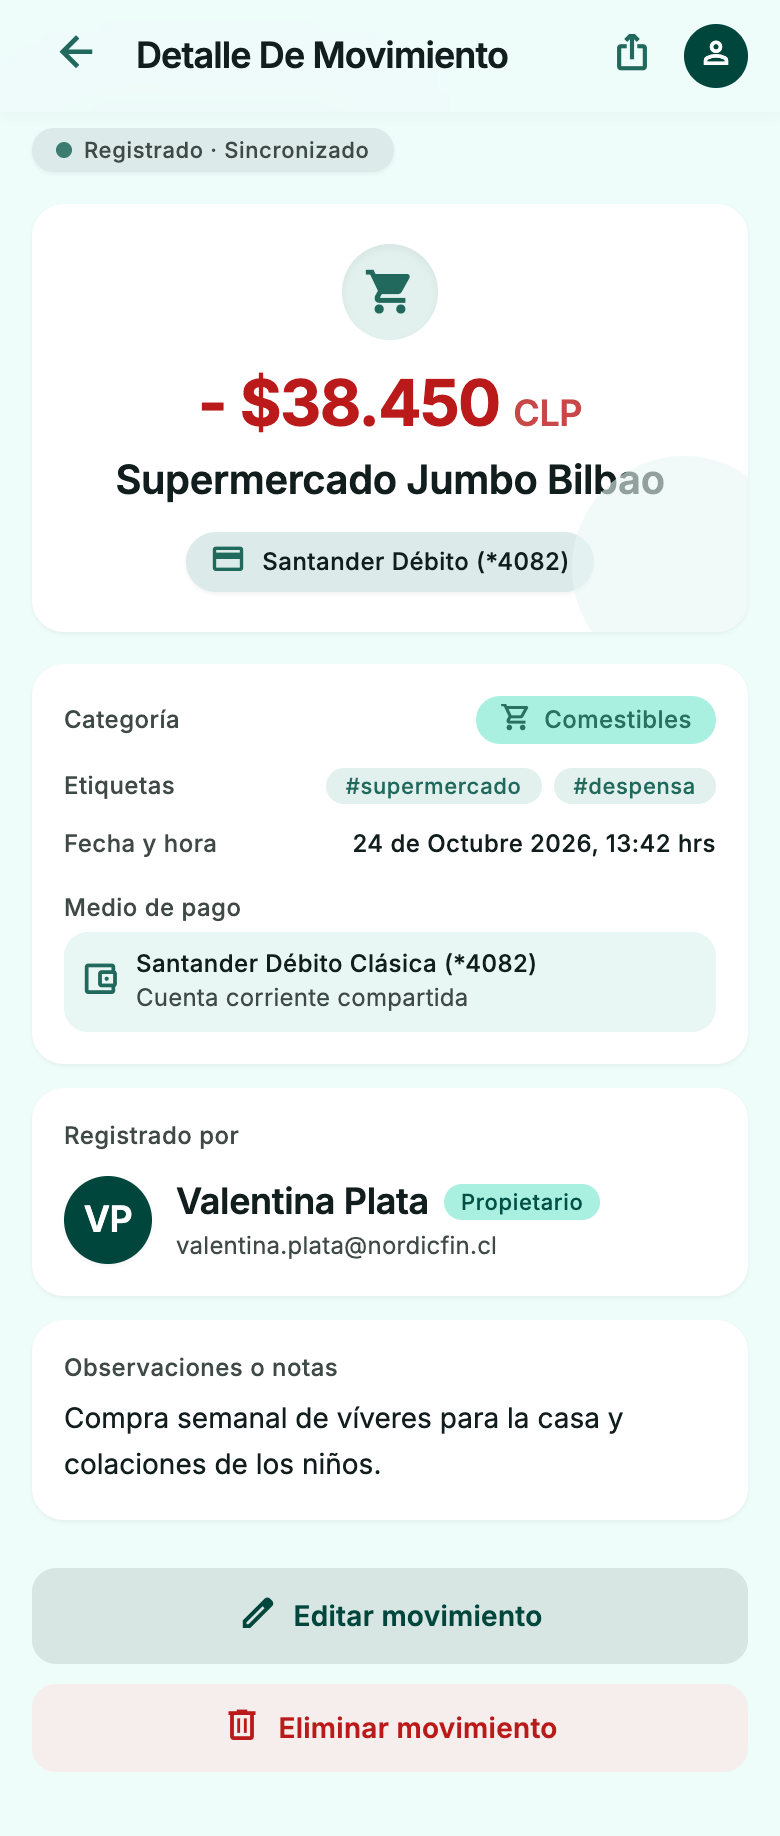 Detalle De Movimiento
Registrado · Sincronizado
- $38.450 CLP
Supermercado Jumbo Bilbao
Santander Débito (*4082)
Categoría
Comestibles
Etiquetas
#supermercado
#despensa
Fecha y hora
24 de Octubre 2026, 13:42 hrs
Medio de pago
Santander Débito Clásica (*4082)
Cuenta corriente compartida
Registrado por
VP
Valentina Plata
Propietario
valentina.plata@nordicfin.cl
Observaciones o notas
Compra semanal de víveres para la casa y
colaciones de los niños.
Editar movimiento
Eliminar movimiento